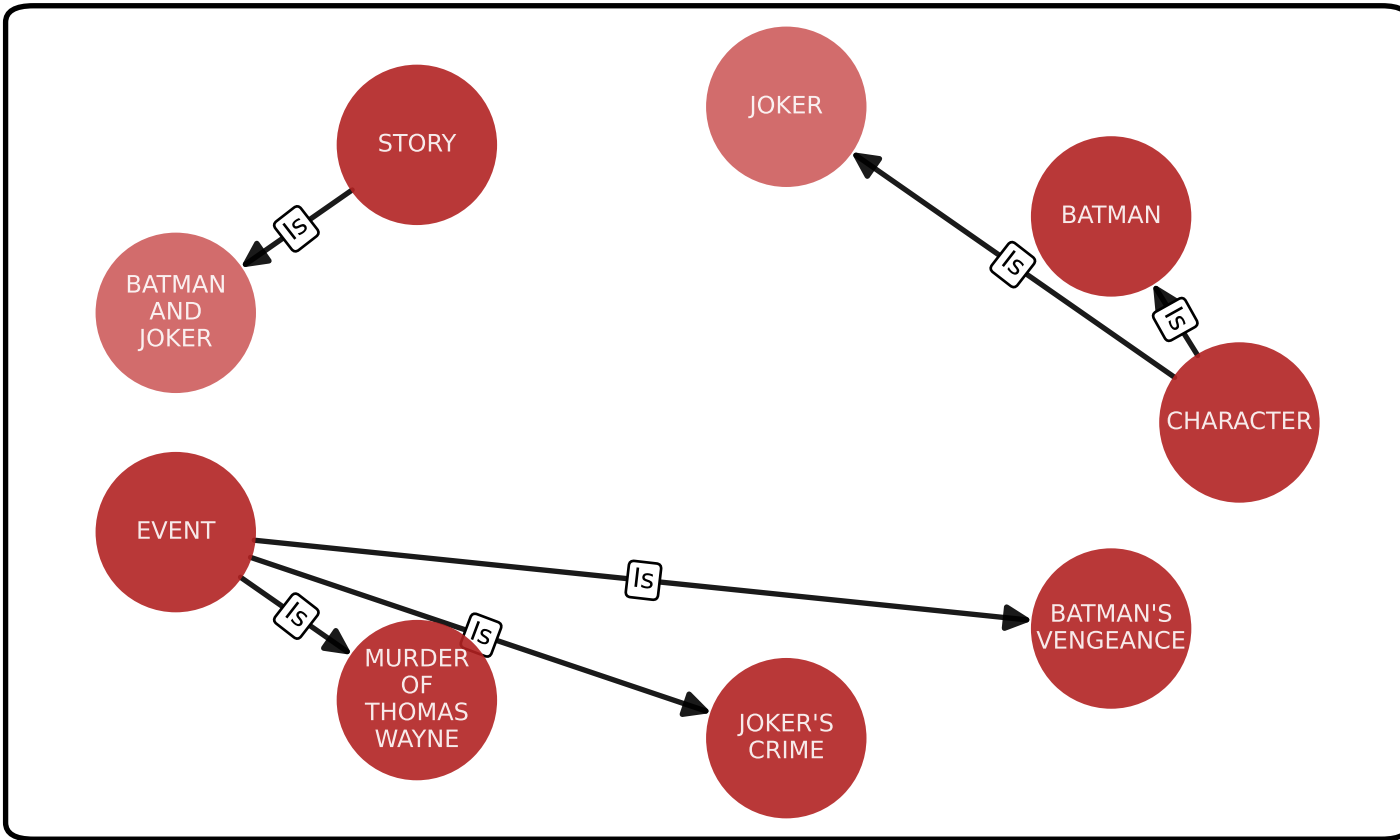 JOKER
STORY
BATMAN
Is
Is
BATMAN
AND
JOKER
Is
CHARACTER
EVENT
Is
Is
BATMAN'S
VENGEANCE
Is
MURDER
OF
THOMAS
WAYNE
JOKER'S
CRIME